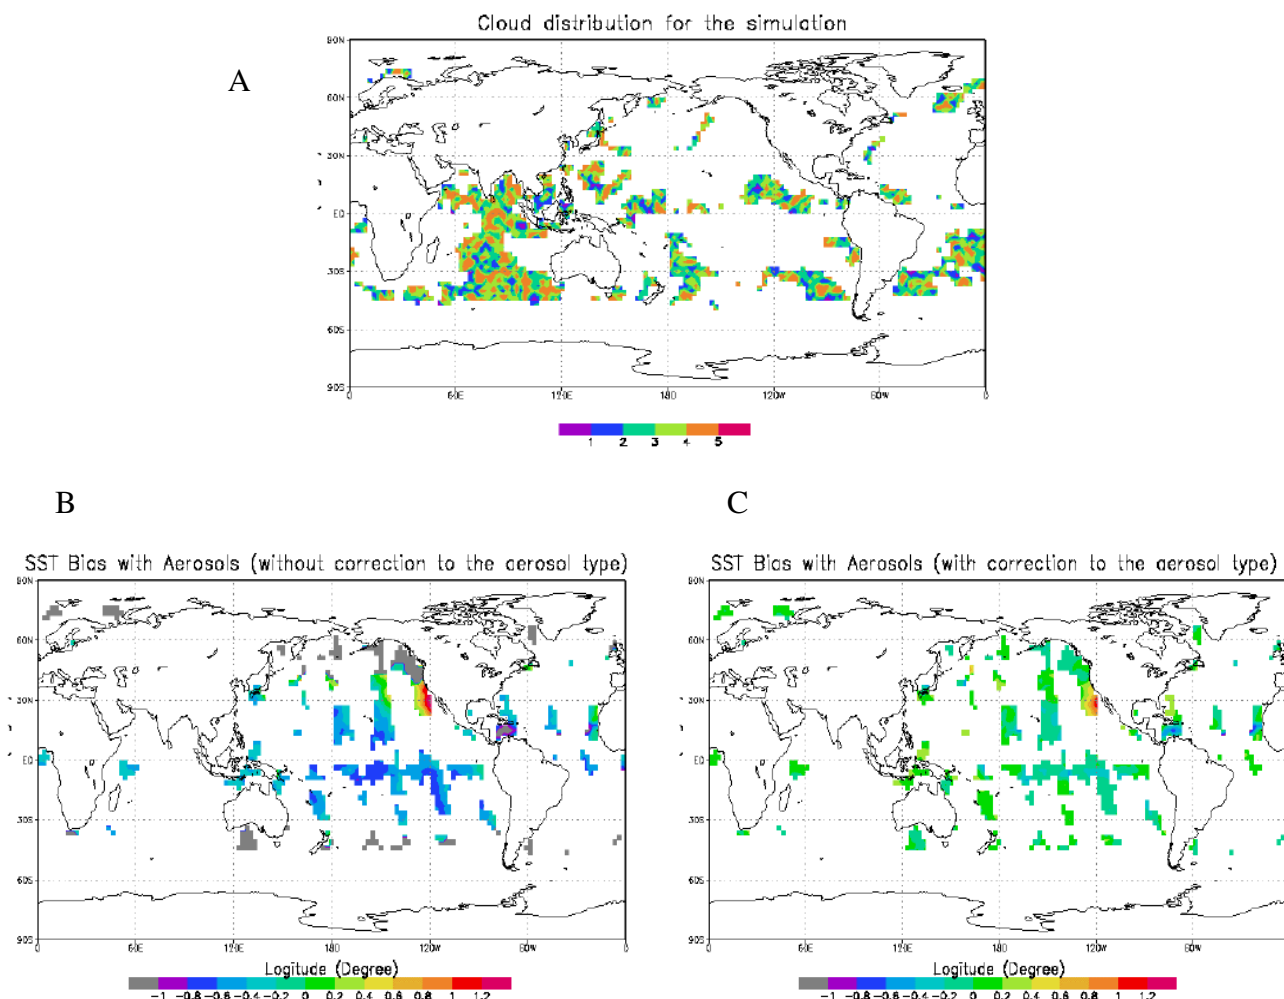 Cloud distribution for the simulation
A
90N
60N
30N
EQ
30S
60S
90S
0 60E 120E 180 120W 60W 0
1 2 3 4 5
B C
SST Bias with Aerosols (without correction to the aerosol type)
90N
60N
30N
EQ
30S
60S
90S
0 60E 120E 180 120W 60W 0
Logitude (Degree)
-1 -0.8 -0.6 -0.4 -0.2 0 0.2 0.4 0.6 0.8 1 1.2
SST Bias with Aerosols (with correction to the aerosol type)
90N
60N
30N
EQ
30S
60S
90S
0 60E 120E 180 120W 60W
Logitude (Degree)
-1 -0.8 -0.6 -0.4 -0.2 0 0.2 0.4 0.6 0.8 1 1.2